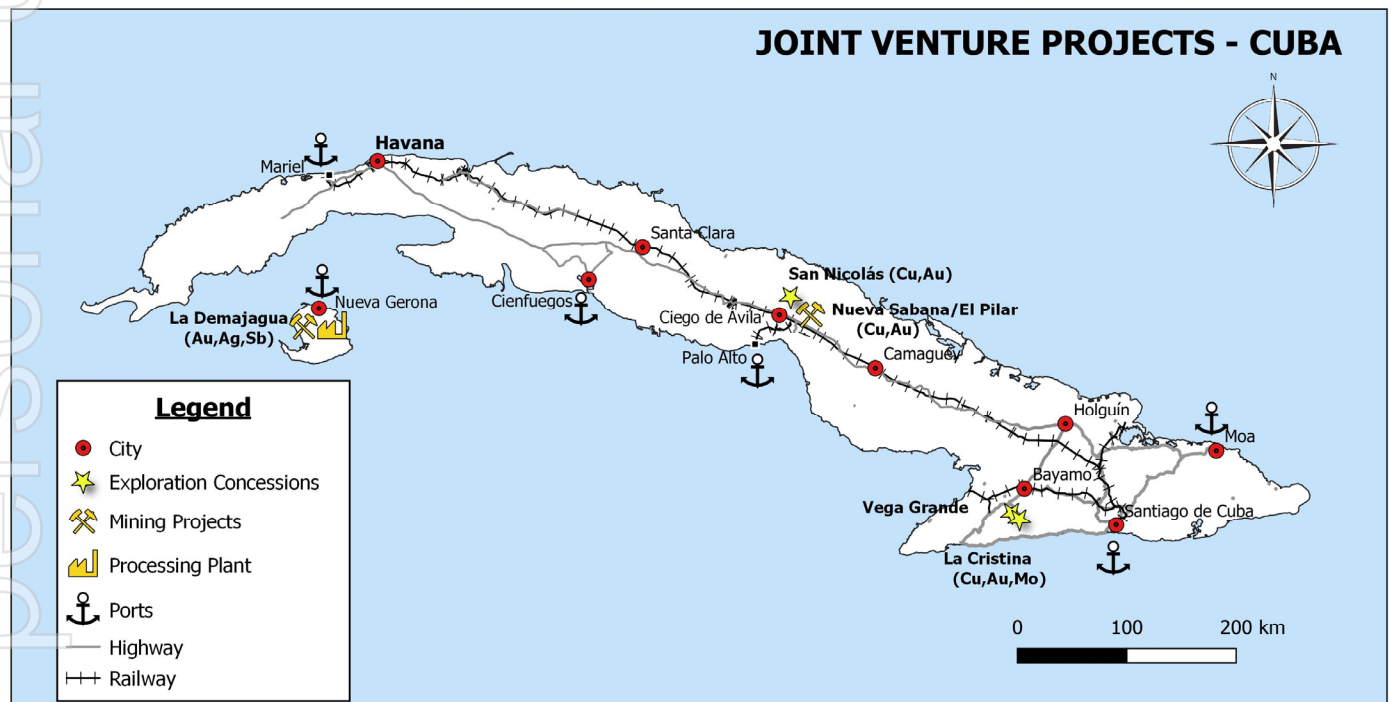 JOINT VENTURE PROJECTS - CUBA
N
Havana
Mariel
Santa Clara
San Nicolás (Cu,Au)
Nueva Gerona
Cienfuegos
Ciego de Ávila
Nueva Sabana/El Pilar
(Cu,Au)
La Demajagua
(Au,Ag,Sb)
Palo Alto
Camaguey
Holguín
Moa
Bayamo
Vega Grande
Santiago de Cuba
La Cristina
(Cu,Au,Mo)
Legend
City
Exploration Concessions
Mining Projects
Processing Plant
Ports
Highway
Railway
0 100 200 km
personal u